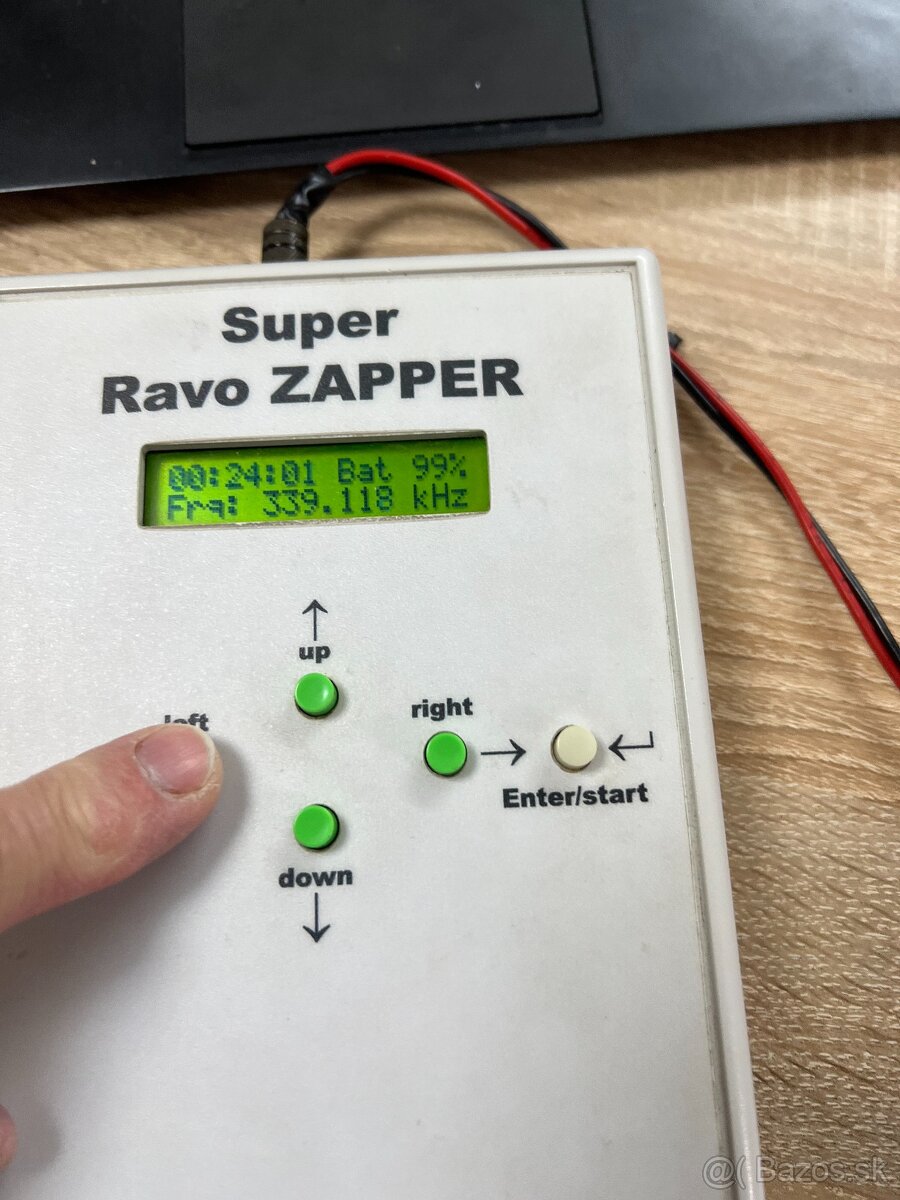 Super
Ravo ZAPPER
00:24:01 Bat 99%
Frq: 339.118 kHz
up
left
right
Enter/start
down
@( Bazos.sk